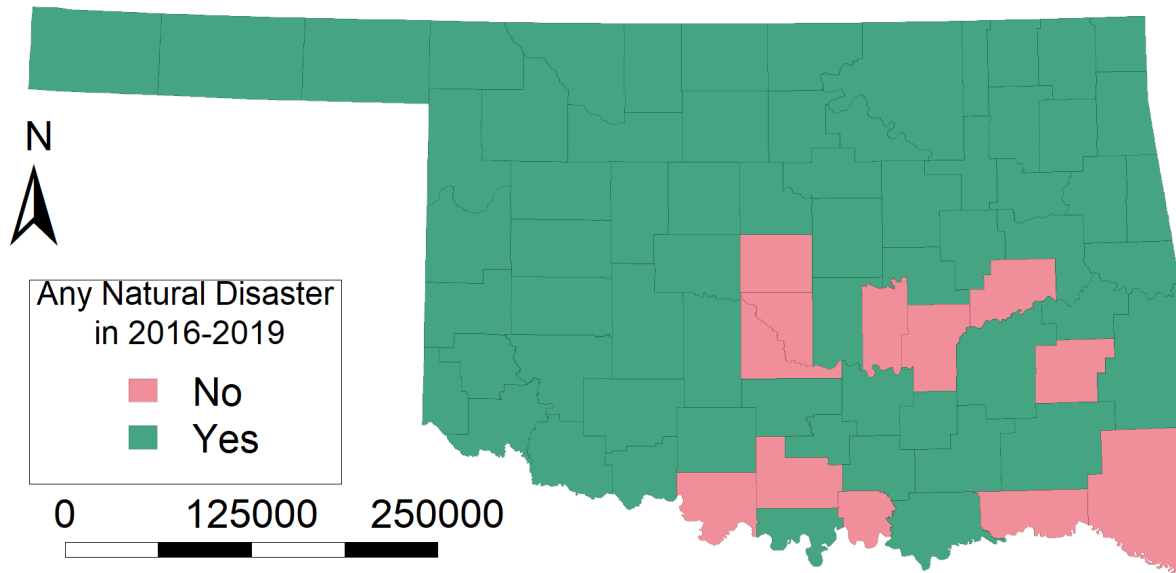 N
Any Natural Disaster
in 2016-2019
No
Yes
0 125000 250000